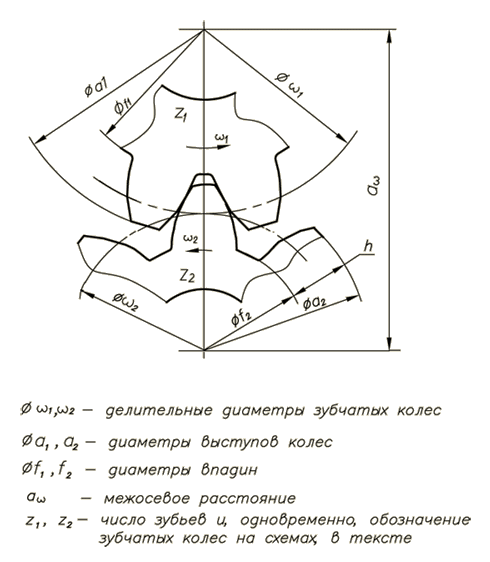 Øa1
Øf1
Øω1
Z1
ω1
aω
ω2
Z2
h
Øω2
Øf2
Øa2
Ø ω1,ω2 – делительные диаметры зубчатых колес
Øa1 , a2 – диаметры выступов колес
Øf1 , f2 – диаметры впадин
aω – межосевое расстояние
z1 , z2 – число зубьев и, одновременно, обозначение
зубчатых колес на схемах, в тексте